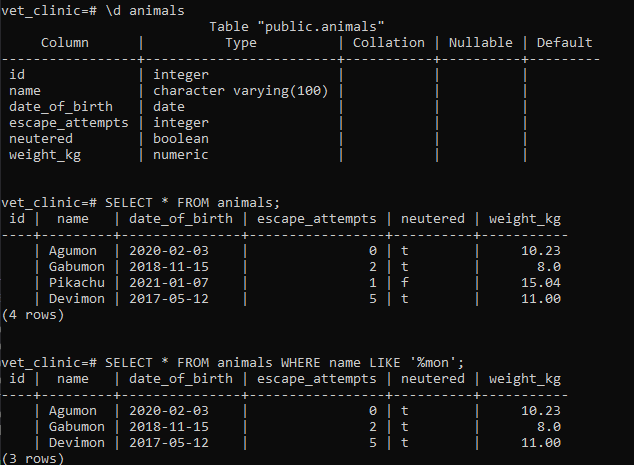 vet_clinic=# \d animals
                          Table "public.animals"
     Column      |          Type          | Collation | Nullable | Default
-----------------+------------------------+-----------+----------+---------
 id              | integer                |           |          |
 name            | character varying(100) |           |          |
 date_of_birth   | date                   |           |          |
 escape_attempts | integer                |           |          |
 neutered        | boolean                |           |          |
 weight_kg       | numeric                |           |          |
vet_clinic=# SELECT * FROM animals;
 id |  name   | date_of_birth | escape_attempts | neutered | weight_kg
----+---------+---------------+-----------------+----------+-----------
    | Agumon  | 2020-02-03    |               0 | t        |     10.23
    | Gabumon | 2018-11-15    |               2 | t        |       8.0
    | Pikachu | 2021-01-07    |               1 | f        |     15.04
    | Devimon | 2017-05-12    |               5 | t        |     11.00
(4 rows)
vet_clinic=# SELECT * FROM animals WHERE name LIKE '%mon';
 id |  name   | date_of_birth | escape_attempts | neutered | weight_kg
----+---------+---------------+-----------------+----------+-----------
    | Agumon  | 2020-02-03    |               0 | t        |     10.23
    | Gabumon | 2018-11-15    |               2 | t        |       8.0
    | Devimon | 2017-05-12    |               5 | t        |     11.00
(3 rows)